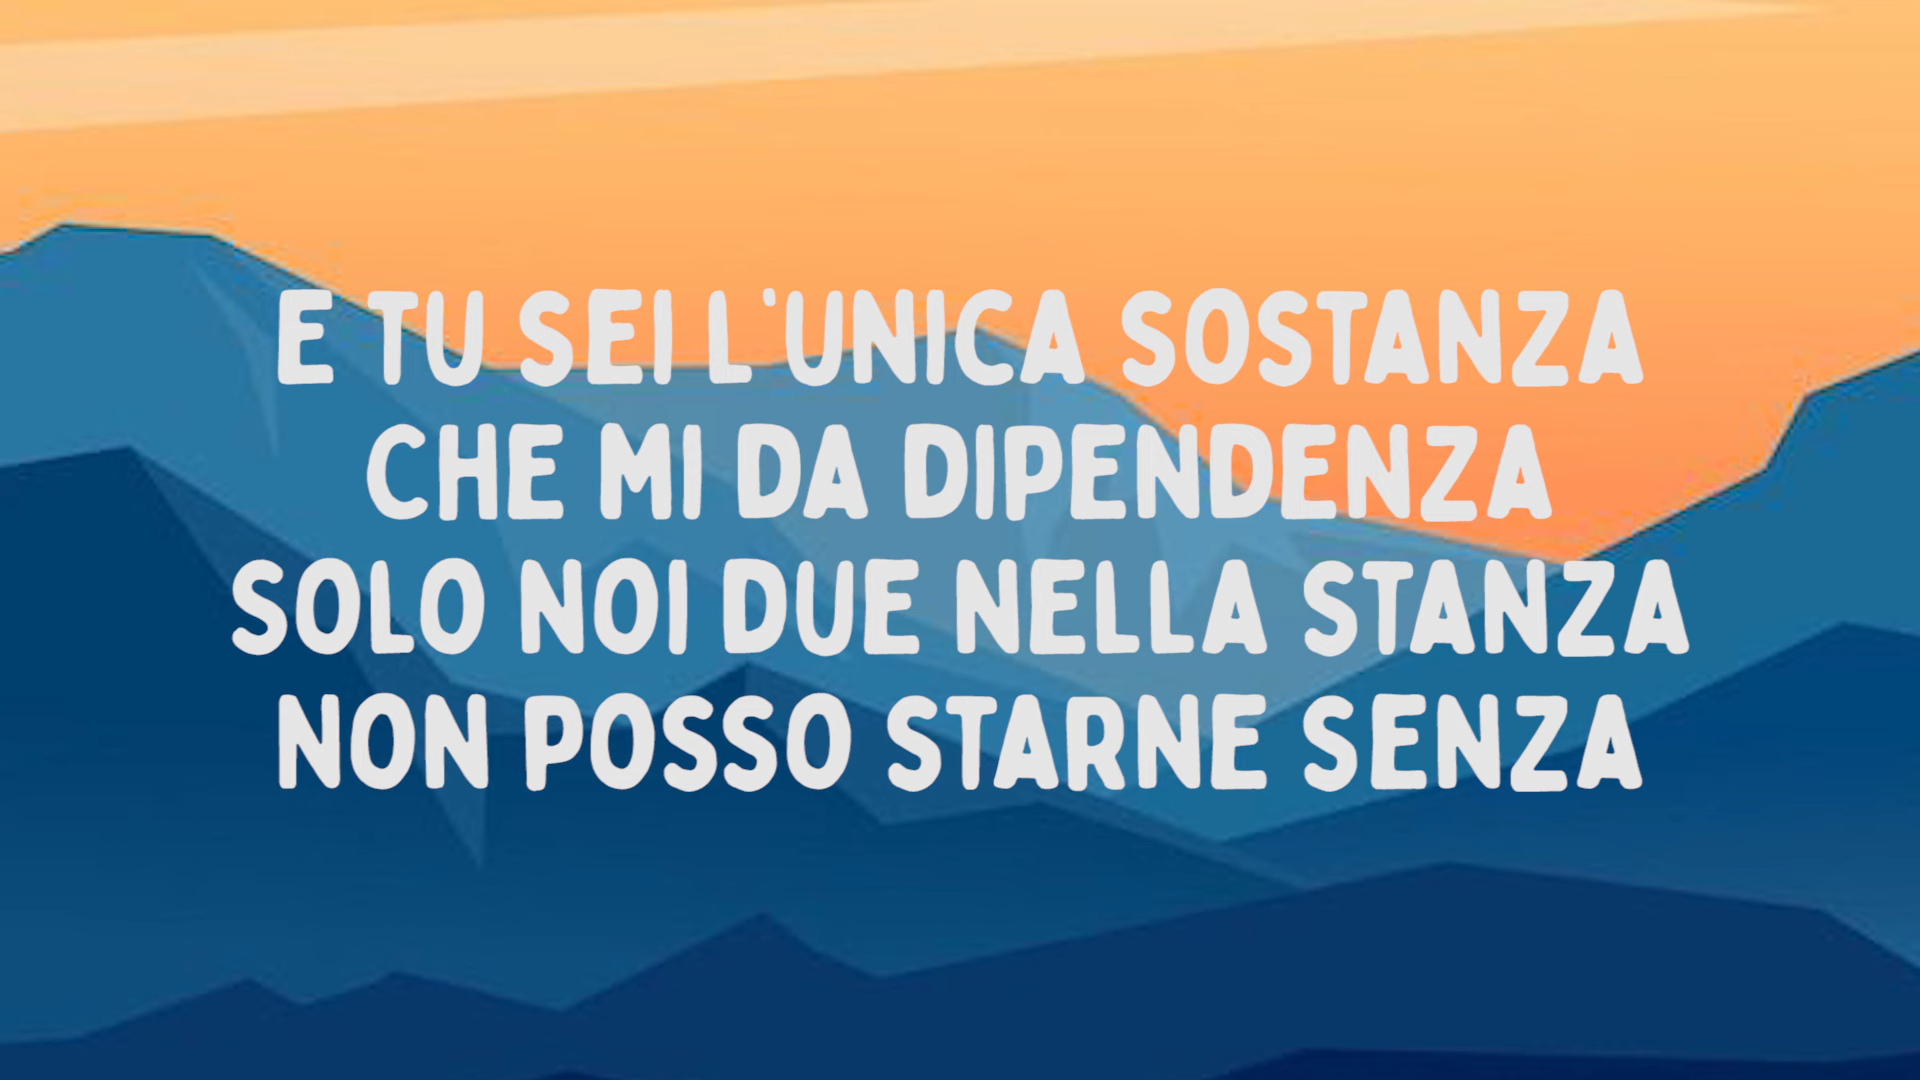 E TU SEI L'UNICA SOSTANZA
CHE MI DA DIPENDENZA
SOLO NOI DUE NELLA STANZA
NON POSSO STARNE SENZA